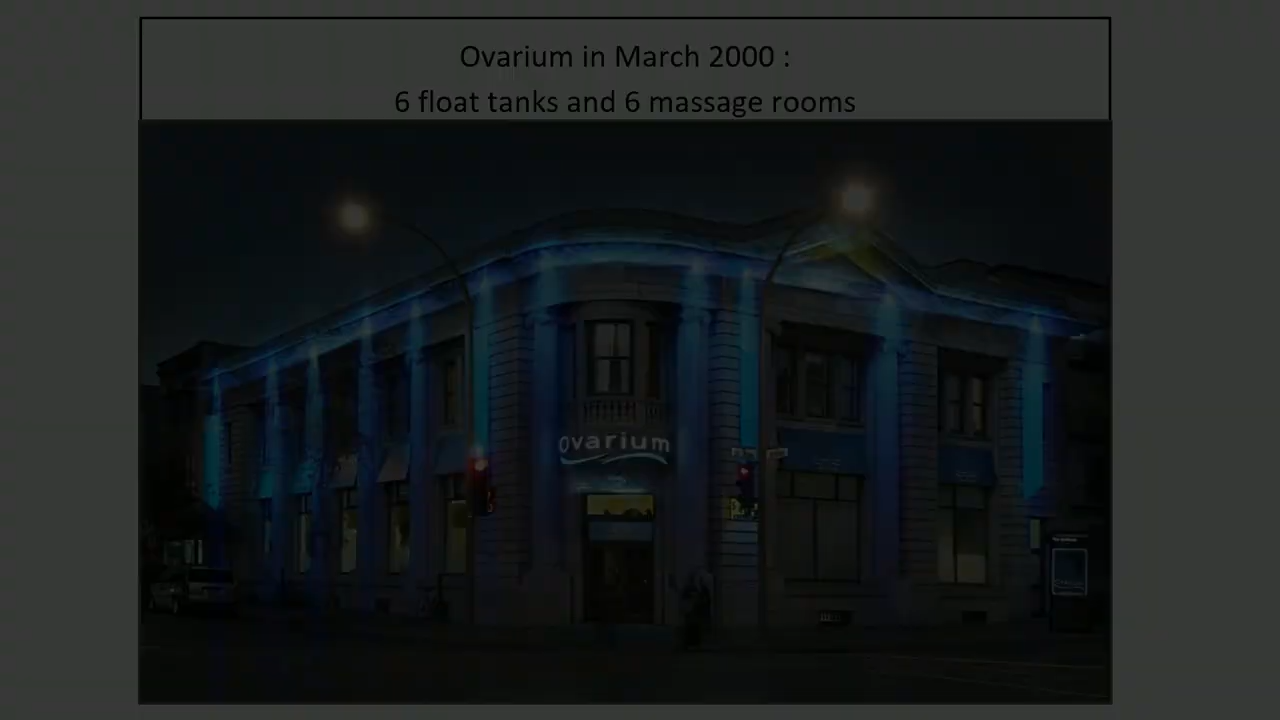 Ovarium in March 2000 :
6 float tanks and 6 massage rooms
ovarium